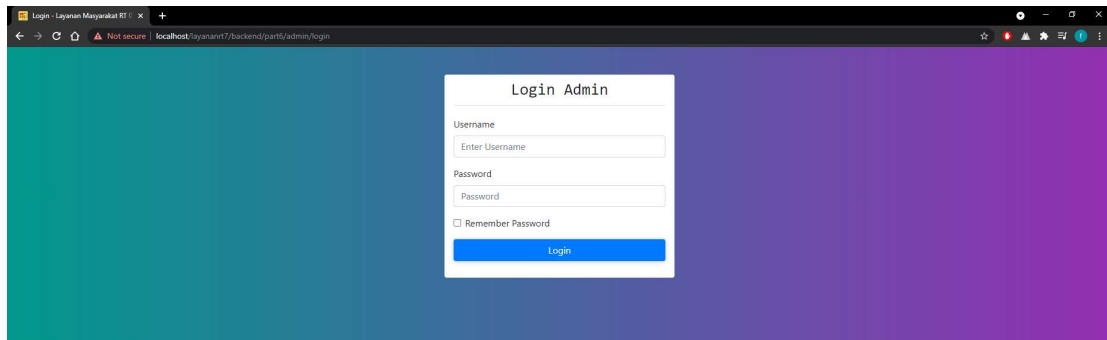 Login - Layanan Masyarakat RT
Not secure | localhost/layananrt7/backend/part6/admin/login
Login Admin
Username
Enter Username
Password
Password
Remember Password
Login